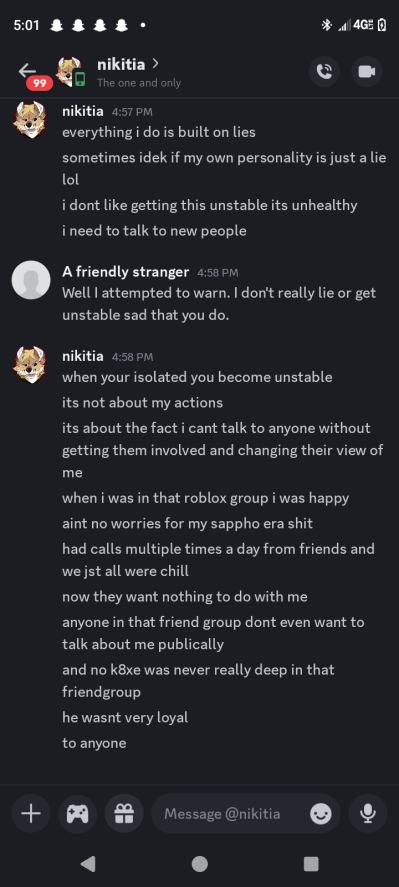 5:01
4G
99
nikitia
The one and only
nikitia 4:57 PM
everything i do is built on lies
sometimes idek if my own personality is just a lie
lol
i dont like getting this unstable its unhealthy
i need to talk to new people
A friendly stranger 4:58 PM
Well I attempted to warn. I don't really lie or get
unstable sad that you do.
nikitia 4:58 PM
when your isolated you become unstable
its not about my actions
its about the fact i cant talk to anyone without
getting them involved and changing their view of
me
when i was in that roblox group i was happy
aint no worries for my sappho era shit
had calls multiple times a day from friends and
we jst all were chill
now they want nothing to do with me
anyone in that friend group dont even want to
talk about me publically
and no k8xe was never really deep in that
friendgroup
he wasnt very loyal
to anyone
Message @nikitia